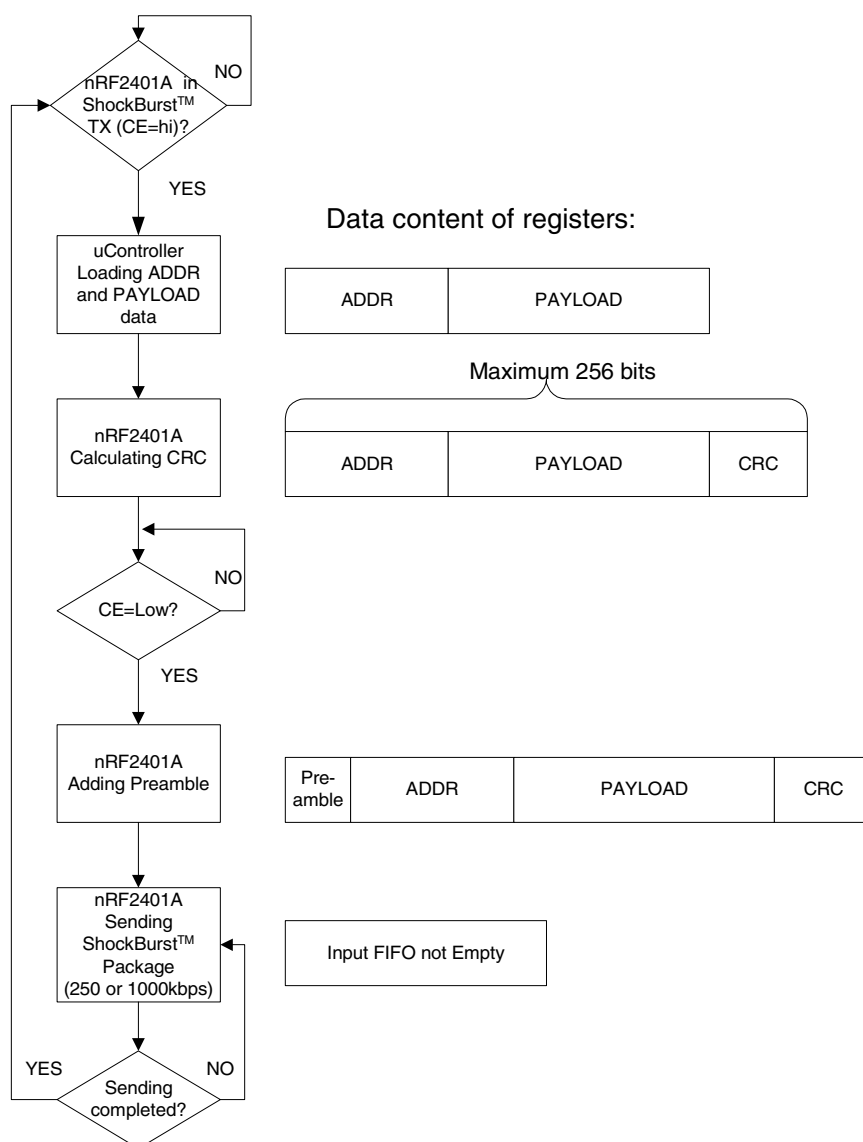 nRF2401A in
ShockBurst™
TX (CE=hi)?
NO
YES
Data content of registers:
uController
Loading ADDR
and PAYLOAD
data
ADDR
PAYLOAD
Maximum 256 bits
nRF2401A
Calculating CRC
ADDR
PAYLOAD
CRC
NO
CE=Low?
YES
nRF2401A
Adding Preamble
Pre-
amble
ADDR
PAYLOAD
CRC
nRF2401A
Sending
ShockBurst™
Package
(250 or 1000kbps)
Input FIFO not Empty
YES
NO
Sending
completed?